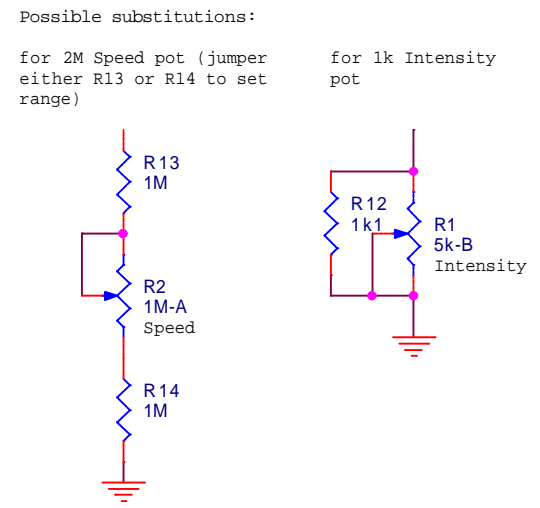 Possible substitutions:
for 2M Speed pot (jumper
either R13 or R14 to set
range)
for 1k Intensity
pot
R13
1M
R2
1M-A
Speed
R14
1M
R12
1k1
R1
5k-B
Intensity